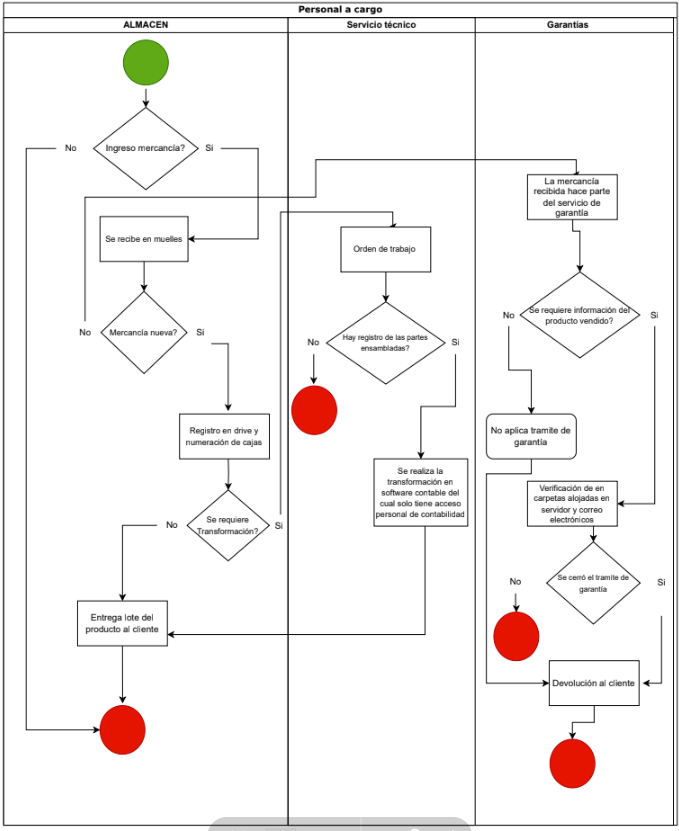 Personal a cargo
ALMACEN
Servicio técnico
Garantías
Ingreso mercancía?
No
Si
Se recibe en muelles
Mercancía nueva?
No
Si
Registro en drive y
numeración de cajas
Se requiere
Transformación?
No
Si
Entrega lote del
producto al cliente
Orden de trabajo
Hay registro de las partes
ensambladas?
No
Si
Se realiza la
transformación en
software contable del
cual solo tiene acceso
personal de contabilidad
La mercancía
recibida hace parte
del servicio de
garantía
Se requiere información del
producto vendido?
No
Si
No aplica tramite de
garantía
Verificación de en
carpetas alojadas en
servidor y correo
electrónicos
Se cerró el tramite de
garantía
No
Si
Devolución al cliente